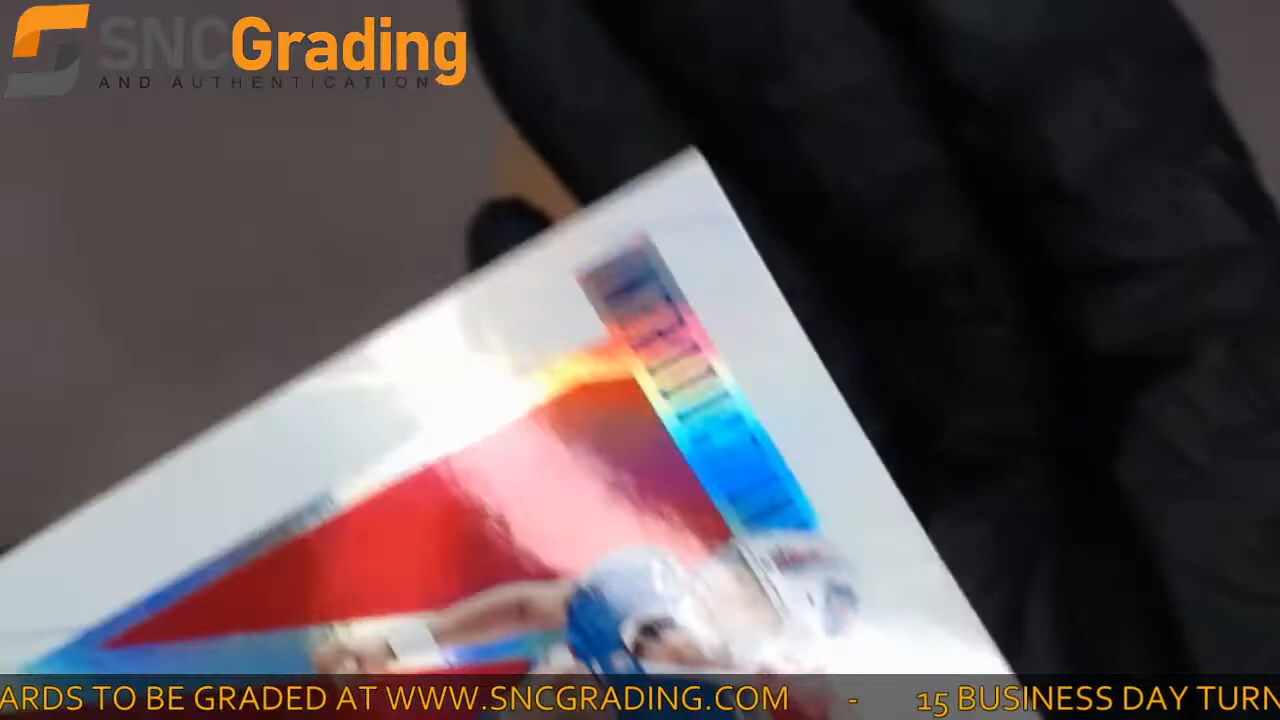 SNCGrading
AND AUTHENTICATION
ARDS TO BE GRADED AT WWW.SNCGRADING.COM - 15 BUSINESS DAY TURN